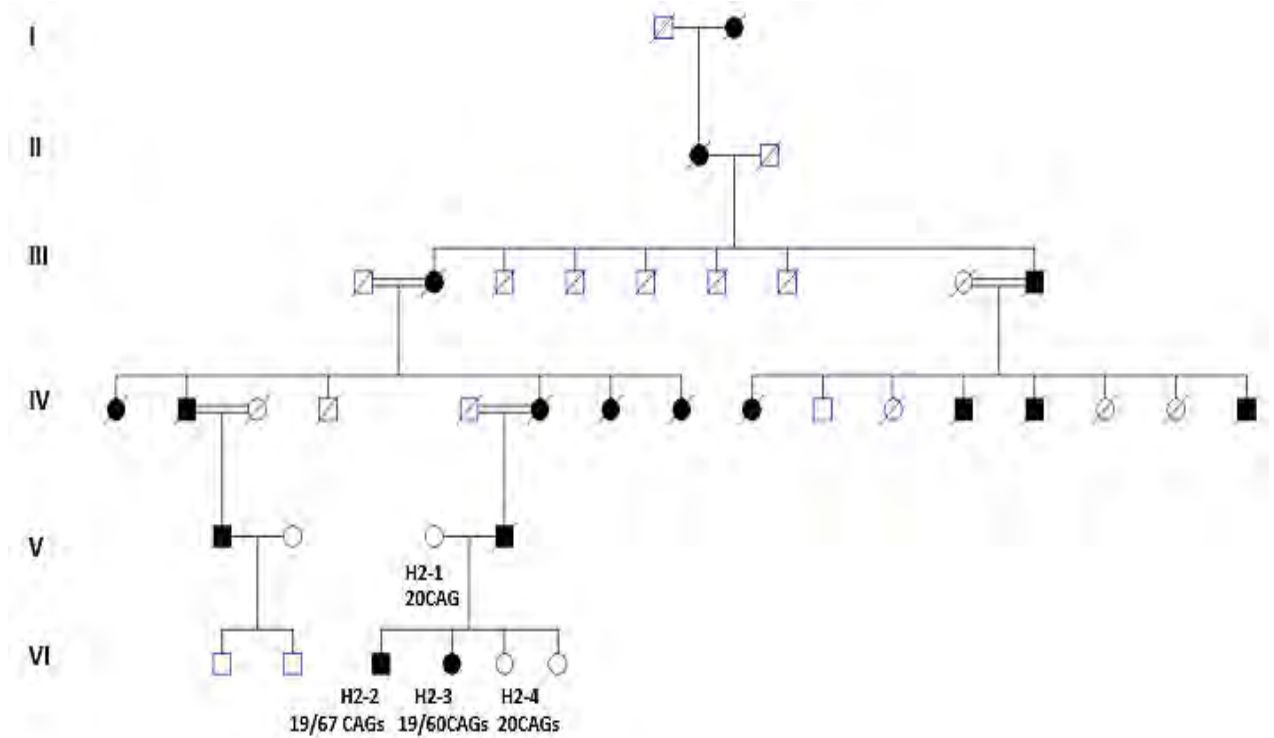 I
II
III
IV
V
H2-1
20CAG
VI
H2-2 H2-3 H2-4
19/67 CAGs 19/60CAGs 20CAGs